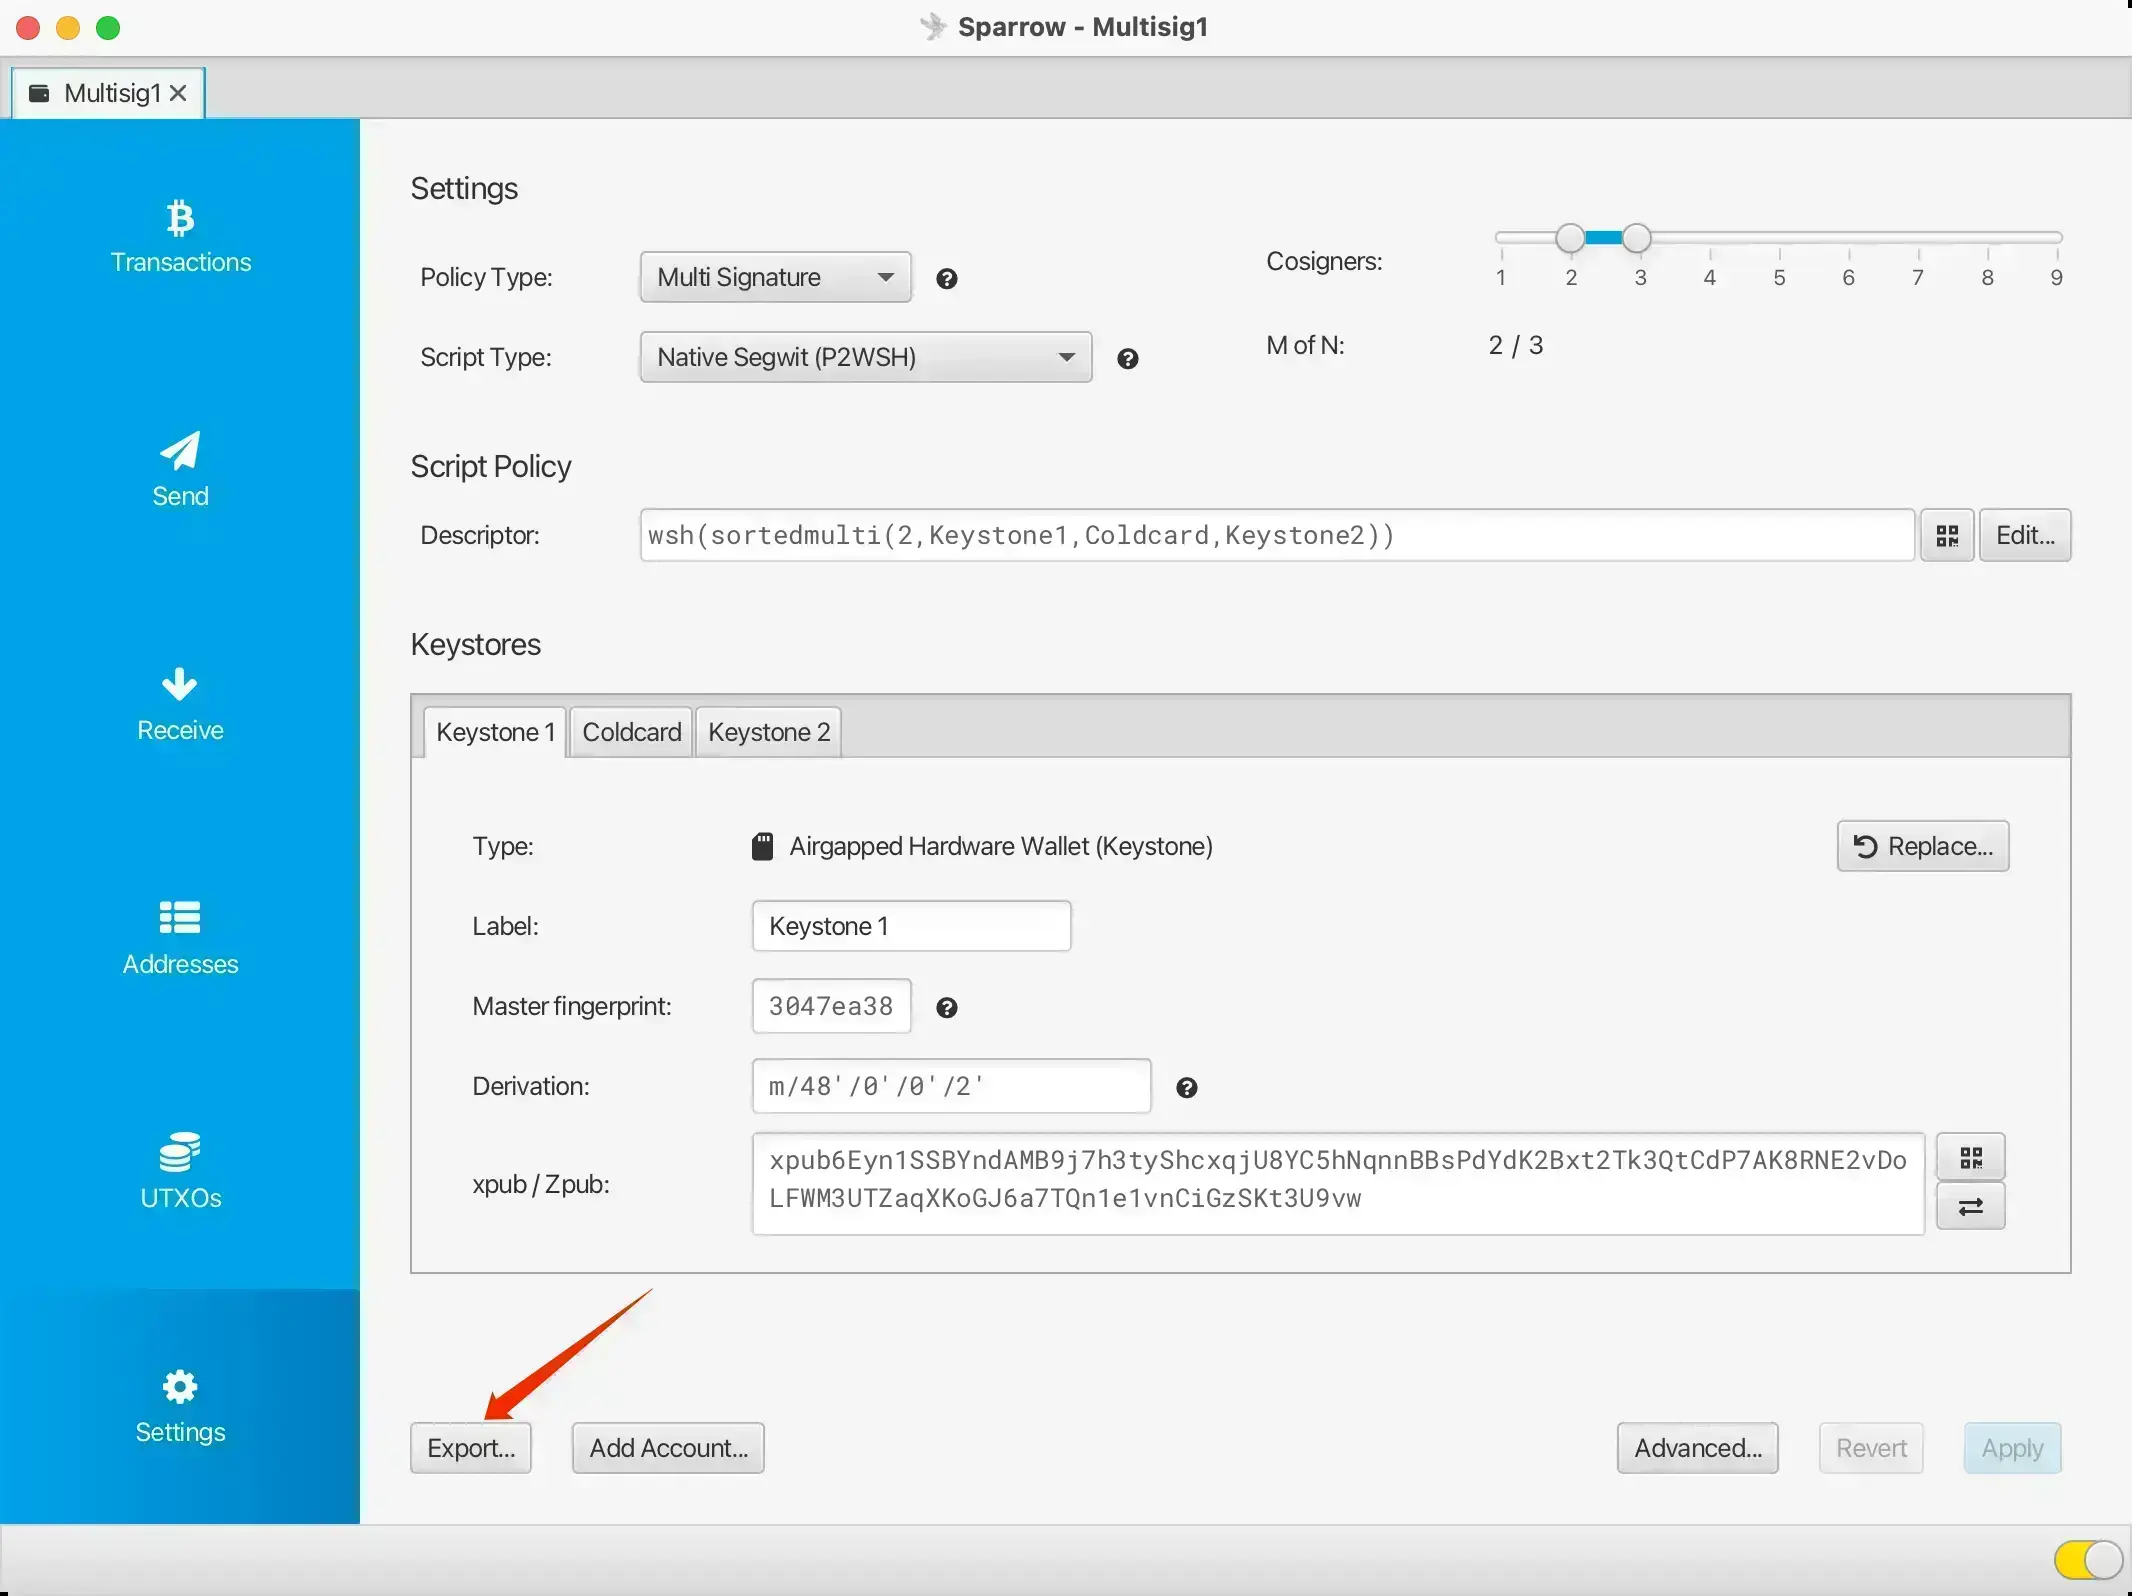 Sparrow - Multisig1
Multisig1
Transactions
Send
Receive
Addresses
UTXOs
Settings
Settings
Policy Type:
Multi Signature
Cosigners:
1 2 3 4 5 6 7 8 9
Script Type:
Native Segwit (P2WSH)
M of N:
2 / 3
Script Policy
Descriptor:
wsh(sortedmulti(2,Keystone1,Coldcard,Keystone2))
Edit...
Keystores
Keystone 1
Coldcard
Keystone 2
Type:
Airgapped Hardware Wallet (Keystone)
Replace...
Label:
Keystone 1
Master fingerprint:
3047ea38
Derivation:
m/48'/0'/0'/2'
xpub / Zpub:
xpub6Eyn1SSBYndAMB9j7h3tyShcxqjU8YC5hNqnnBBsPdYdK2Bxt2Tk3QtCdP7AK8RNE2vDo
LFWM3UTZaqXKoGJ6a7TQn1e1vnCiGzSKt3U9vw
Export...
Add Account...
Advanced...
Revert
Apply